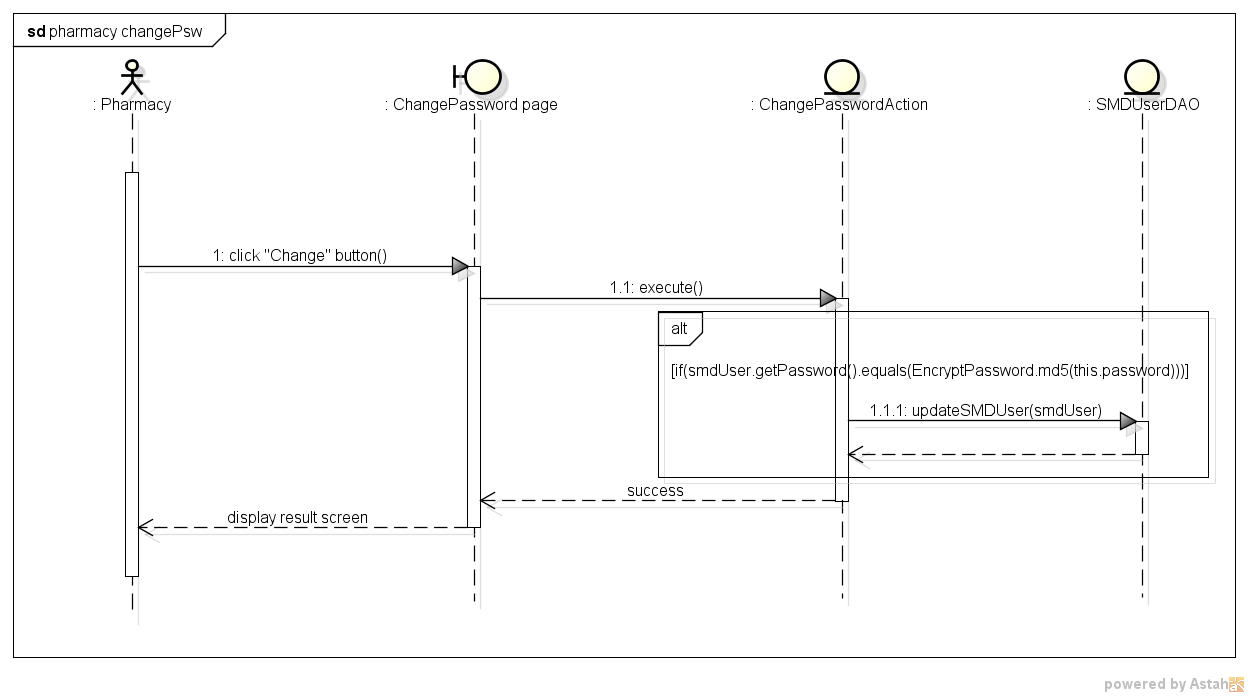 sd pharmacy changePsw
: Pharmacy
: ChangePassword page
: ChangePasswordAction
: SMDUserDAO
1: click "Change" button()
1.1: execute()
alt
[if(smdUser.getPassword().equals(EncryptPassword.md5(this.password)))]
1.1.1: updateSMDUser(smdUser)
success
display result screen
powered by Astah